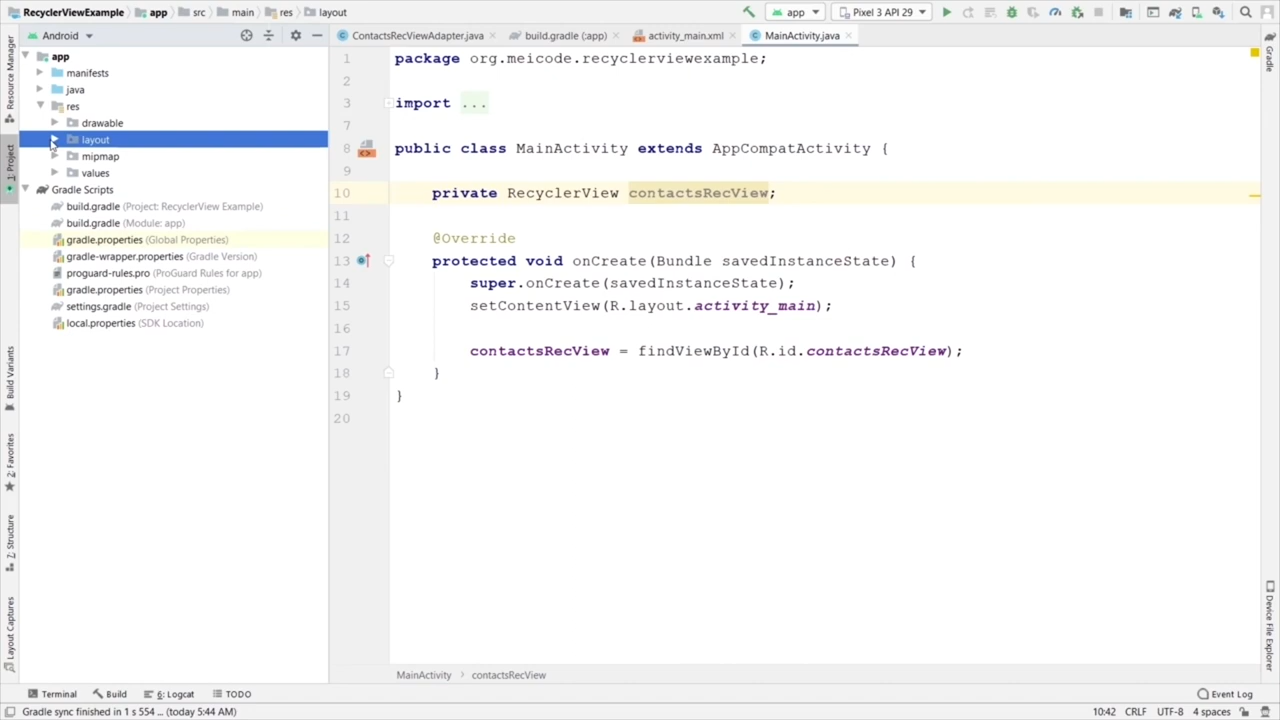 RecyclerViewExample app src main res layout
app Pixel 3 API 29
Android
ContactsRecViewAdapter.java build.gradle (:app) activity_main.xml MainActivity.java
Resource Manager
1: Project
Build Variants
2: Favorites
7: Structure
Layout Captures
app
manifests
java
res
drawable
layout
mipmap
values
Gradle Scripts
build.gradle (Project: RecyclerView Example)
build.gradle (Module: app)
gradle.properties (Global Properties)
gradle-wrapper.properties (Gradle Version)
proguard-rules.pro (ProGuard Rules for app)
gradle.properties (Project Properties)
settings.gradle (Project Settings)
local.properties (SDK Location)
1 package org.meicode.recyclerviewexample;
2
3 import ...
7
8 public class MainActivity extends AppCompatActivity {
9
10 private RecyclerView contactsRecView;
11
12 @Override
13 protected void onCreate(Bundle savedInstanceState) {
14 super.onCreate(savedInstanceState);
15 setContentView(R.layout.activity_main);
16
17 contactsRecView = findViewById(R.id.contactsRecView);
18 }
19 }
20
Gradle
Device File Explorer
MainActivity > contactsRecView
Terminal Build 6: Logcat TODO Event Log
Gradle sync finished in 1 s 554 ... (today 5:44 AM) 10:42 CRLF UTF-8 4 spaces